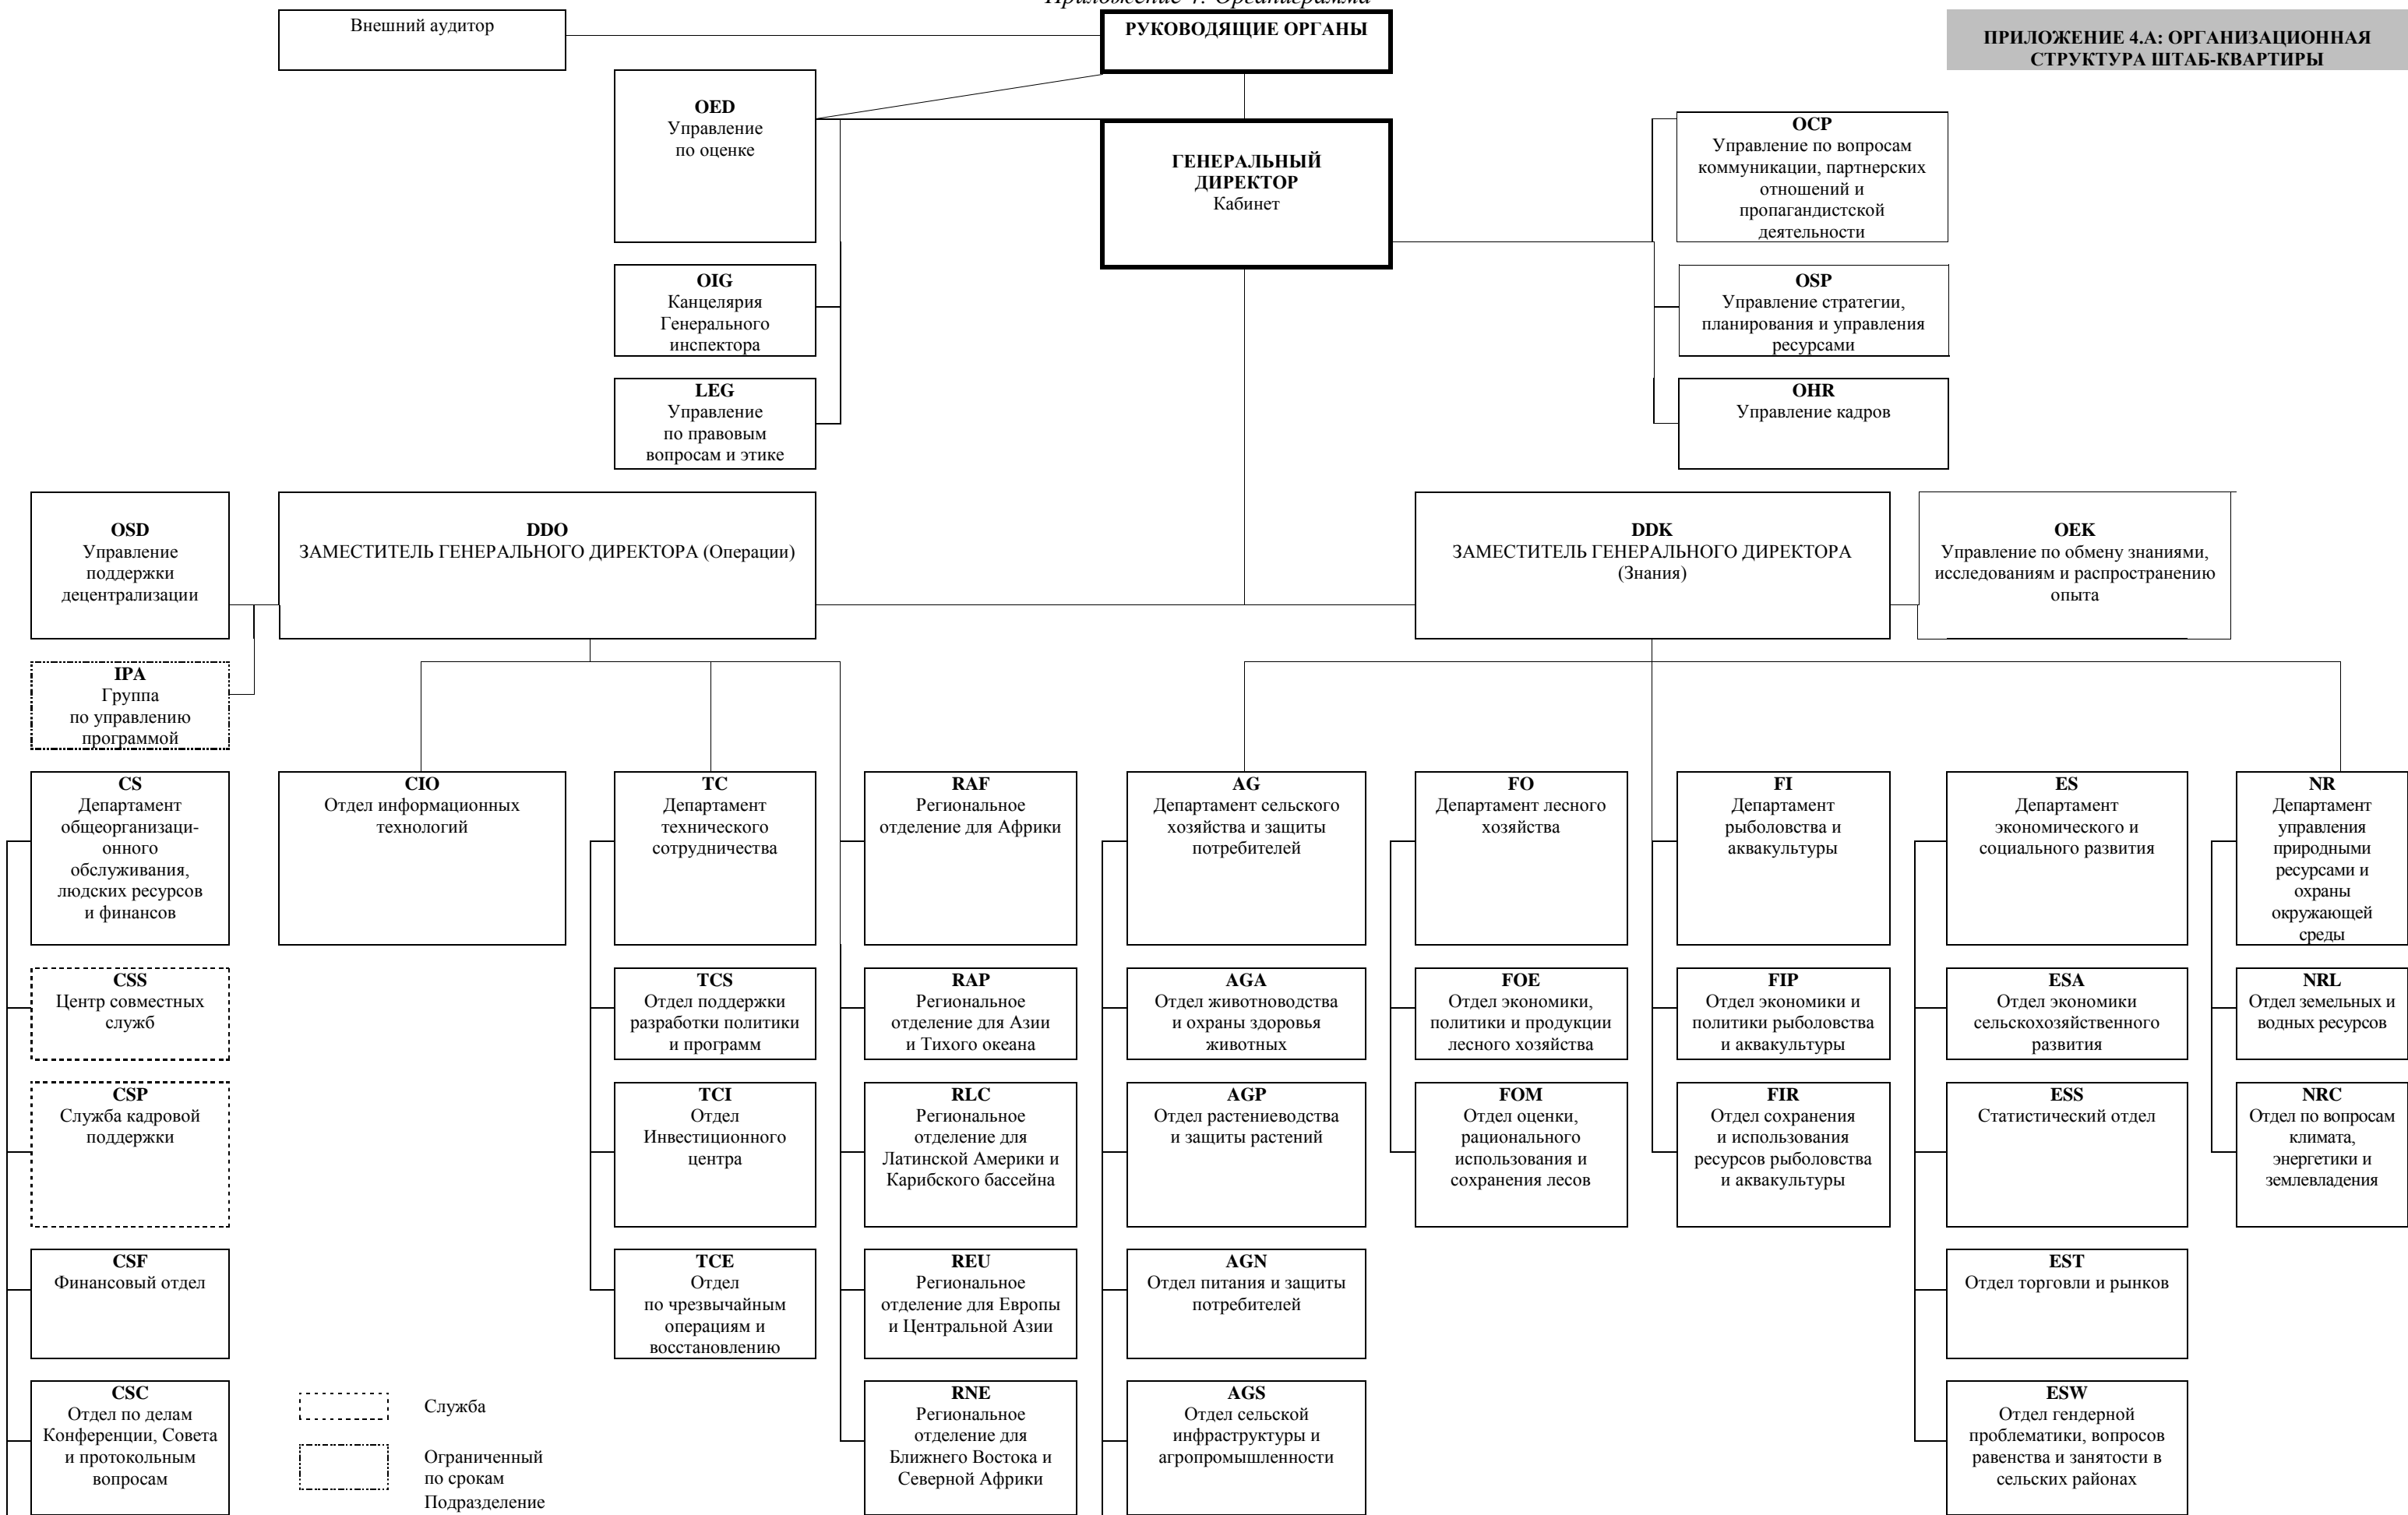 Приложение 4: Органиграмма
Внешний аудитор
РУКОВОДЯЩИЕ ОРГАНЫ
ПРИЛОЖЕНИЕ 4.A: ОРГАНИЗАЦИОННАЯ
СТРУКТУРА ШТАБ-КВАРТИРЫ
OED
Управление
по оценке
ГЕНЕРАЛЬНЫЙ
ДИРЕКТОР
Кабинет
OCP
Управление по вопросам
коммуникации, партнерских
отношений и
пропагандистской
деятельности
OIG
Канцелярия
Генерального
инспектора
OSP
Управление стратегии,
планирования и управления
ресурсами
LEG
Управление
по правовым
вопросам и этике
OHR
Управление кадров
OSD
Управление
поддержки
децентрализации
DDO
ЗАМЕСТИТЕЛЬ ГЕНЕРАЛЬНОГО ДИРЕКТОРА (Операции)
DDK
ЗАМЕСТИТЕЛЬ ГЕНЕРАЛЬНОГО ДИРЕКТОРА
(Знания)
OEK
Управление по обмену знаниями,
исследованиям и распространению
опыта
IPA
Группа
по управлению
программой
CS
Департамент
общеорганизаци-
онного
обслуживания,
людских ресурсов
и финансов
CIO
Отдел информационных
технологий
TC
Департамент
технического
сотрудничества
RAF
Региональное
отделение для Африки
AG
Департамент сельского
хозяйства и защиты
потребителей
FO
Департамент лесного
хозяйства
FI
Департамент
рыболовства и
аквакультуры
ES
Департамент
экономического и
социального развития
NR
Департамент
управления
природными
ресурсами и
охраны
окружающей
среды
CSS
Центр совместных
служб
TCS
Отдел поддержки
разработки политики
и программ
RAP
Региональное
отделение для Азии
и Тихого океана
AGA
Отдел животноводства
и охраны здоровья
животных
FOE
Отдел экономики,
политики и продукции
лесного хозяйства
FIP
Отдел экономики и
политики рыболовства
и аквакультуры
ESA
Отдел экономики
сельскохозяйственного
развития
NRL
Отдел земельных и
водных ресурсов
CSP
Служба кадровой
поддержки
TCI
Отдел
Инвестиционного
центра
RLC
Региональное
отделение для
Латинской Америки и
Карибского бассейна
AGP
Отдел растениеводства
и защиты растений
FOM
Отдел оценки,
рационального
использования и
сохранения лесов
FIR
Отдел сохранения
и использования
ресурсов рыболовства
и аквакультуры
ESS
Статистический отдел
NRC
Отдел по вопросам
климата,
энергетики и
землевладения
CSF
Финансовый отдел
TCE
Отдел
по чрезвычайным
операциям и
восстановлению
REU
Региональное
отделение для Европы
и Центральной Азии
AGN
Отдел питания и защиты
потребителей
EST
Отдел торговли и рынков
CSC
Отдел по делам
Конференции, Совета
и протокольным
вопросам
Служба
Ограниченный
по срокам
Подразделение
RNE
Региональное
отделение для
Ближнего Востока и
Северной Африки
AGS
Отдел сельской
инфраструктуры и
агропромышленности
ESW
Отдел гендерной
проблематики, вопросов
равенства и занятости в
сельских районах